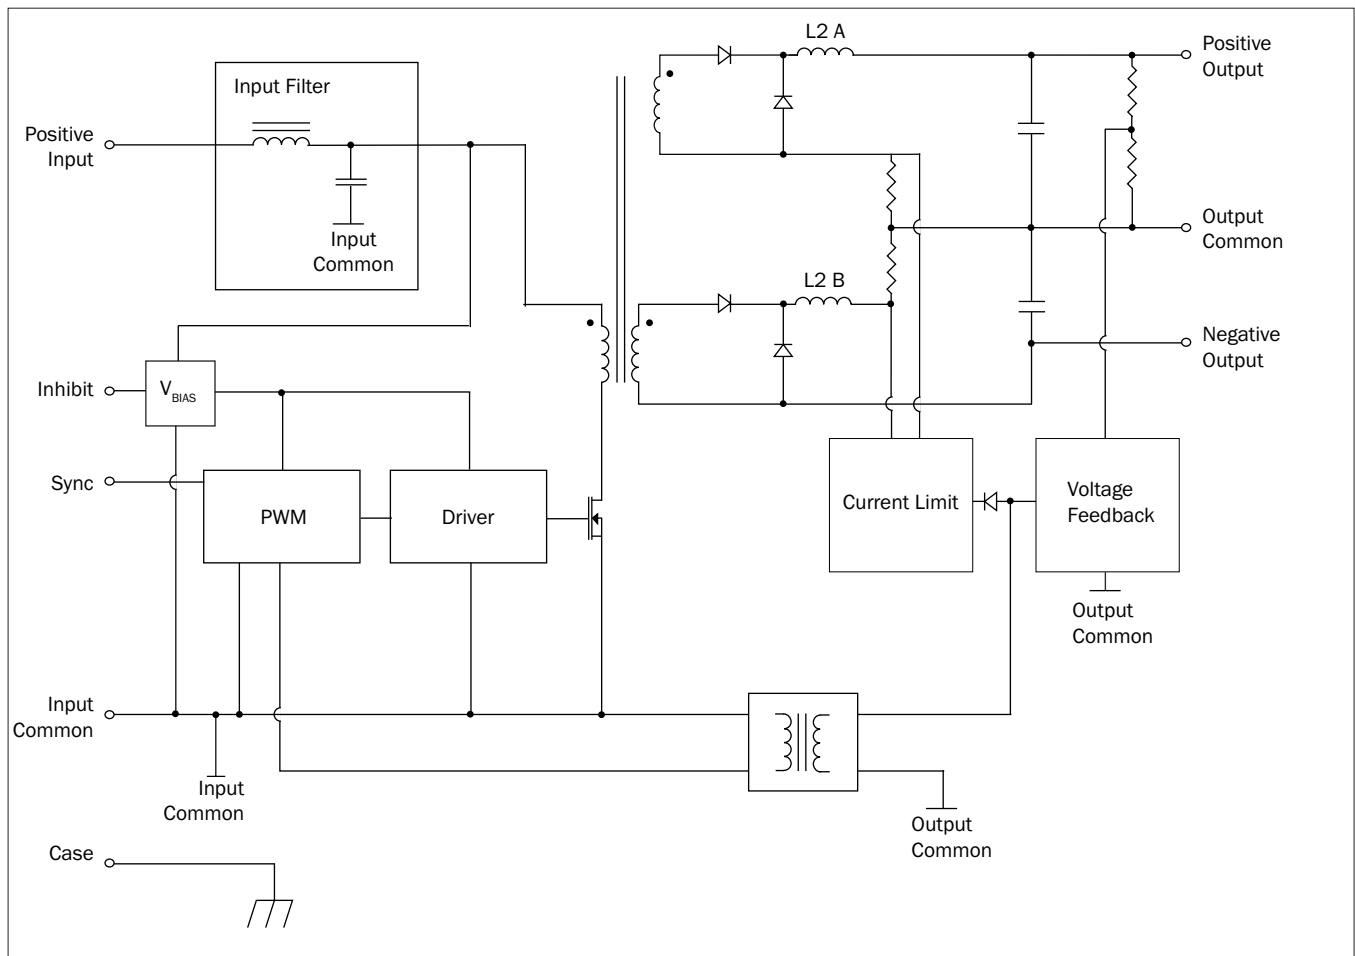 L2 A
Positive
Output
Input Filter
Positive
Input
Input
Common
Output
Common
L2 B
Negative
Output
Inhibit
VBIAS
Sync
PWM
Driver
Current Limit
Voltage
Feedback
Output
Common
Input
Common
Input
Common
Output
Common
Case